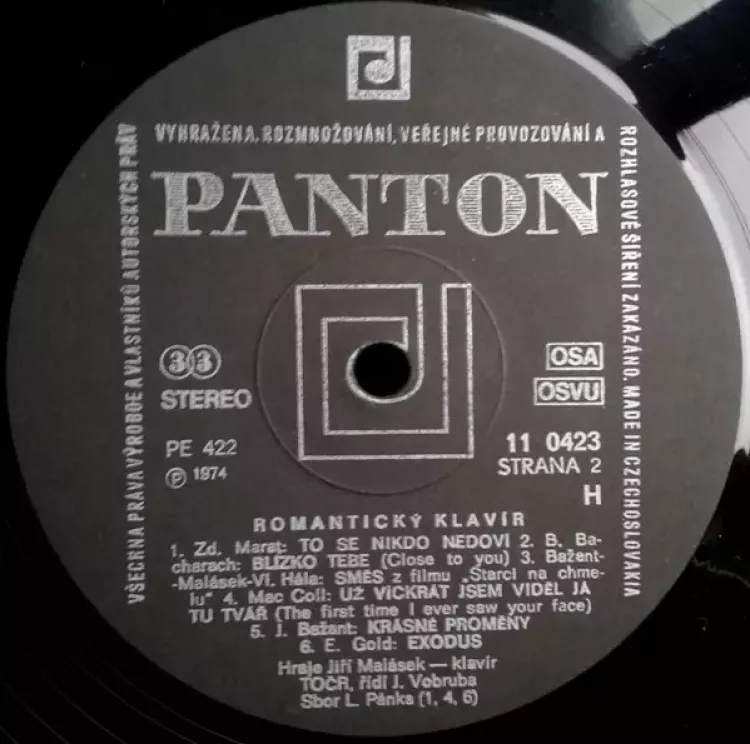 VŠECHNA PRÁVA VÝROBCE A VLASTNÍKŮ AUTORSKÝCH PRÁV
VYHRAŽENA. ROZMNOŽOVÁNÍ, VEŘEJNÉ PROVOZOVÁNÍ A
ROZHLASOVÉ ŠÍŘENÍ ZAKÁZÁNO. MADE IN CZECHOSLOVAKIA
PANTON
33
STEREO
OSA
OSVU
PE 422
℗ 1974
11 0423
STRANA 2
H
ROMANTICKÝ KLAVÍR
1. Zd. Marat: TO SE NIKDO NEDOVÍ 2. B. Ba-
charach: BLÍZKO TEBE (Close to you) 3. Bažent-
-Malásek-Vl. Hála: SMĚS z filmu „Starci na chme-
lu" 4. Mac Coll: UŽ VÍCKRÁT JSEM VIDĚL JÁ
TU TVÁŘ (The first time I ever saw your face)
5. J. Bažant: KRÁSNÉ PROMĚNY
6. E. Gold: EXODUS
Hraje Jiří Malásek — klavír
TOČR, řídí J. Vobruba
Sbor L. Pánka (1, 4, 6)